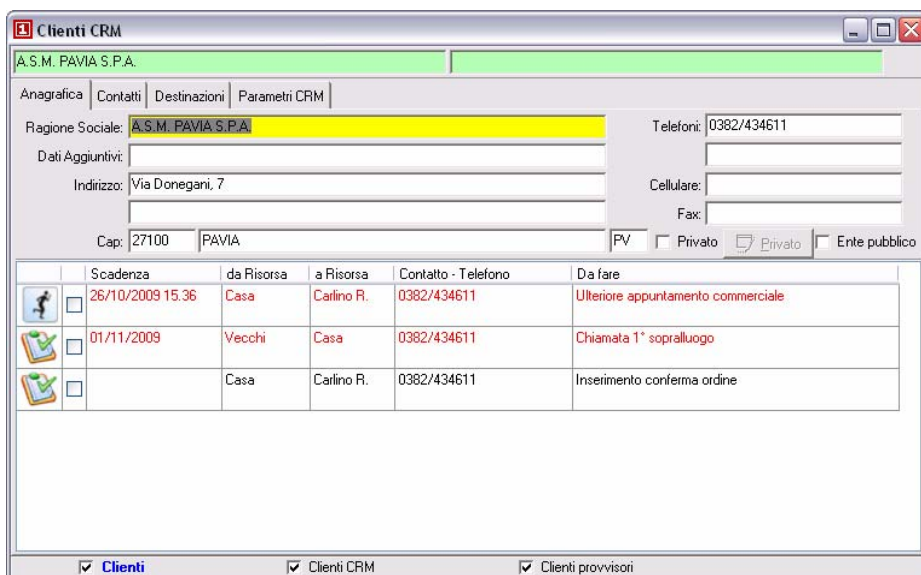 Clienti CRM
A.S.M. PAVIA S.P.A.
Anagrafica Contatti Destinazioni Parametri CRM
Ragione Sociale: A.S.M. PAVIA S.P.A. Telefoni: 0382/434611
Dati Aggiuntivi:
Indirizzo: Via Donegani, 7 Cellulare:
Fax:
Cap: 27100 PAVIA PV Privato Privato Ente pubblico
Scadenza da Risorsa a Risorsa Contatto - Telefono Da fare
26/10/2009 15.36 Casa Carlino R. 0382/434611 Ulteriore appuntamento commerciale
01/11/2009 Vecchi Casa 0382/434611 Chiamata 1° sopralluogo
Casa Carlino R. 0382/434611 Inserimento conferma ordine
Clienti Clienti CRM Clienti provvisori